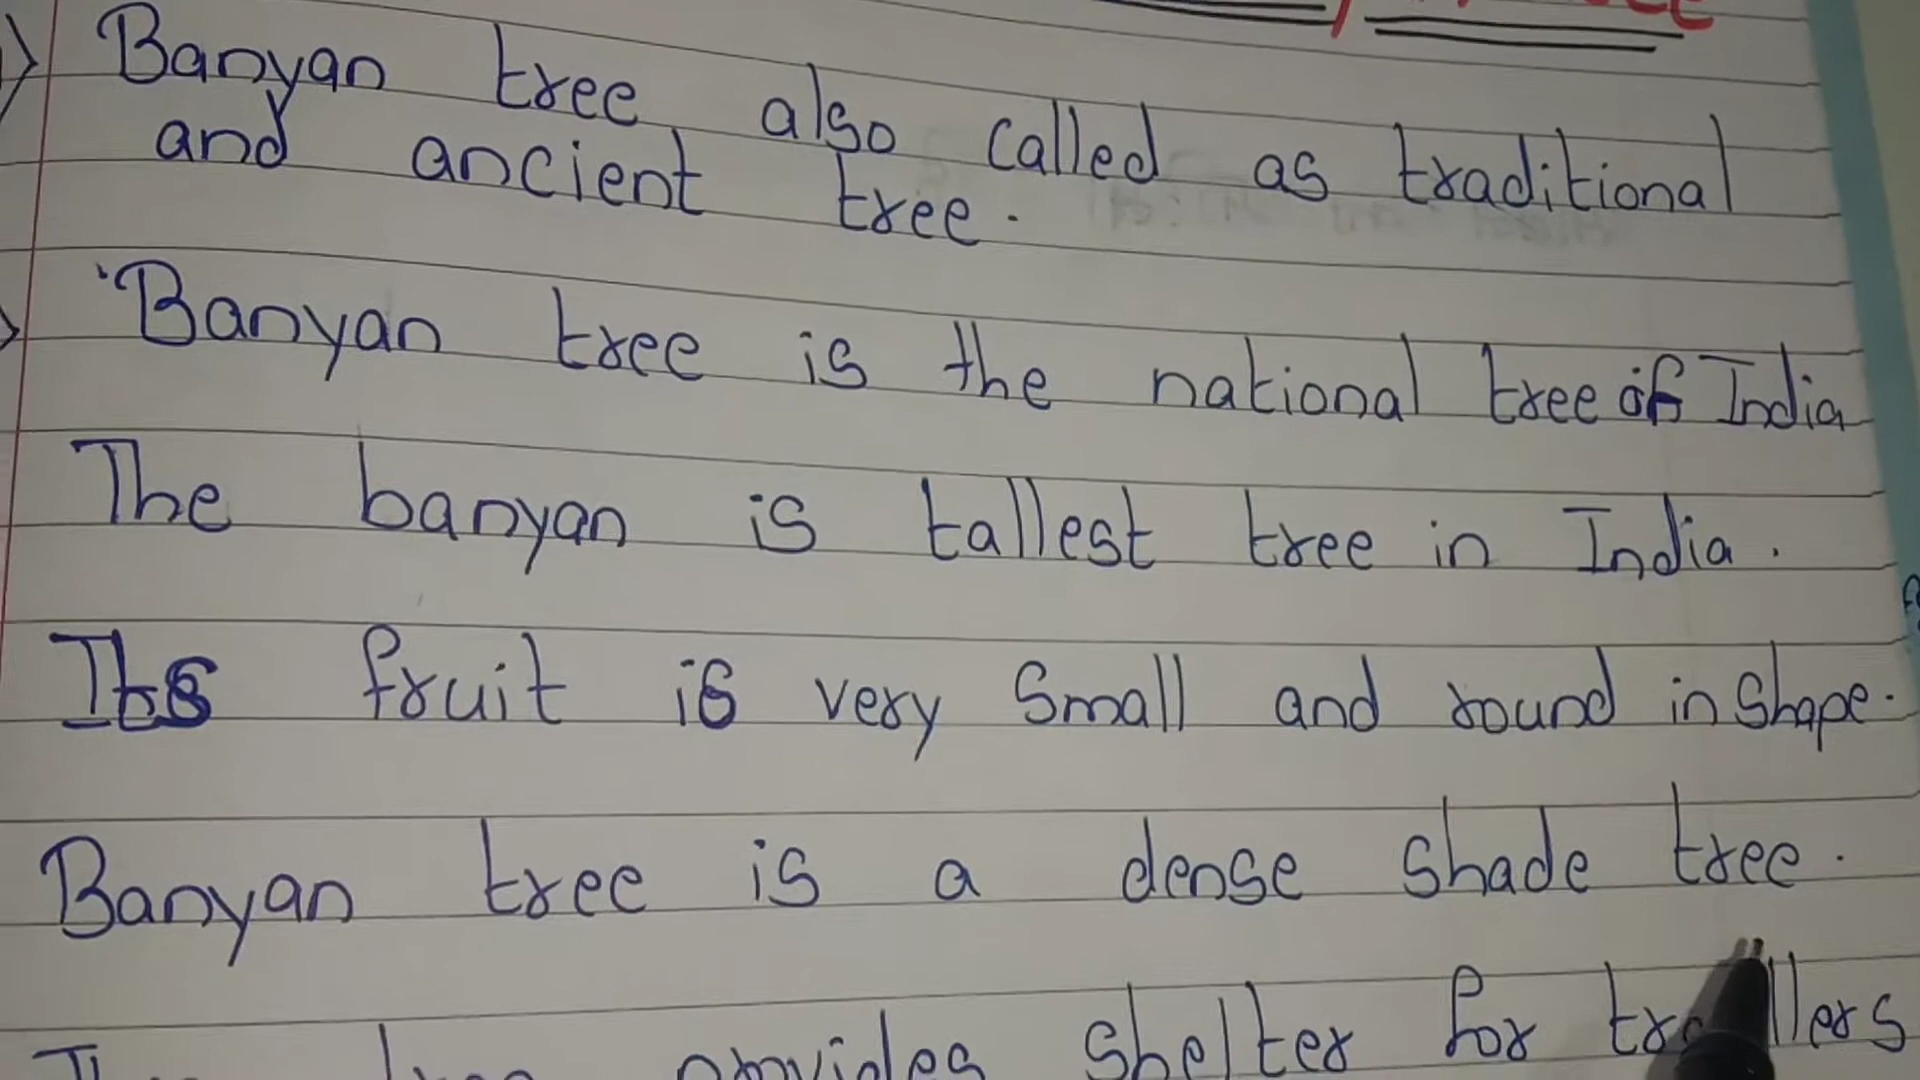 Banyan tree also called as traditional
and ancient tree.
Banyan tree is the national tree of India
The banyan is tallest tree in India.
Its fruit is very small and round in shape.
Banyan tree is a dense shade tree.
provides shelter for